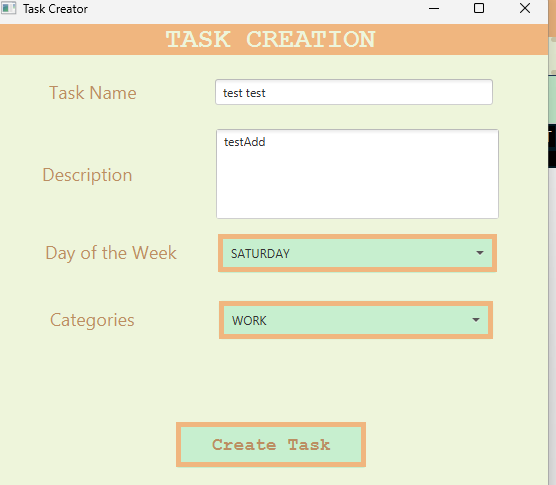 Task Creator
TASK CREATION
Task Name
test test
Description
testAdd
Day of the Week
SATURDAY
Categories
WORK
Create Task